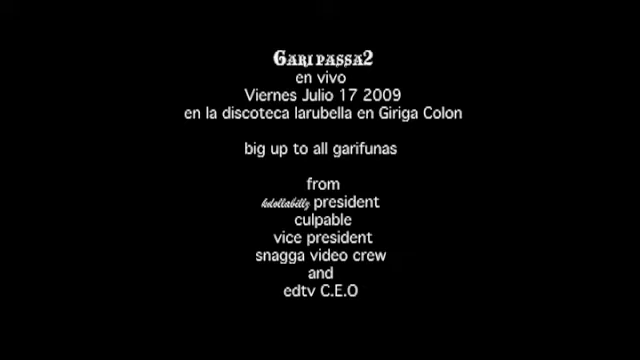 GARI PASSA2
en vivo
Viernes Julio 17 2009
en la discoteca larubella en Giriga Colon
big up to all garifunas
from
kdollabillz president
culpable
vice president
snagga video crew
and
edtv C.E.O